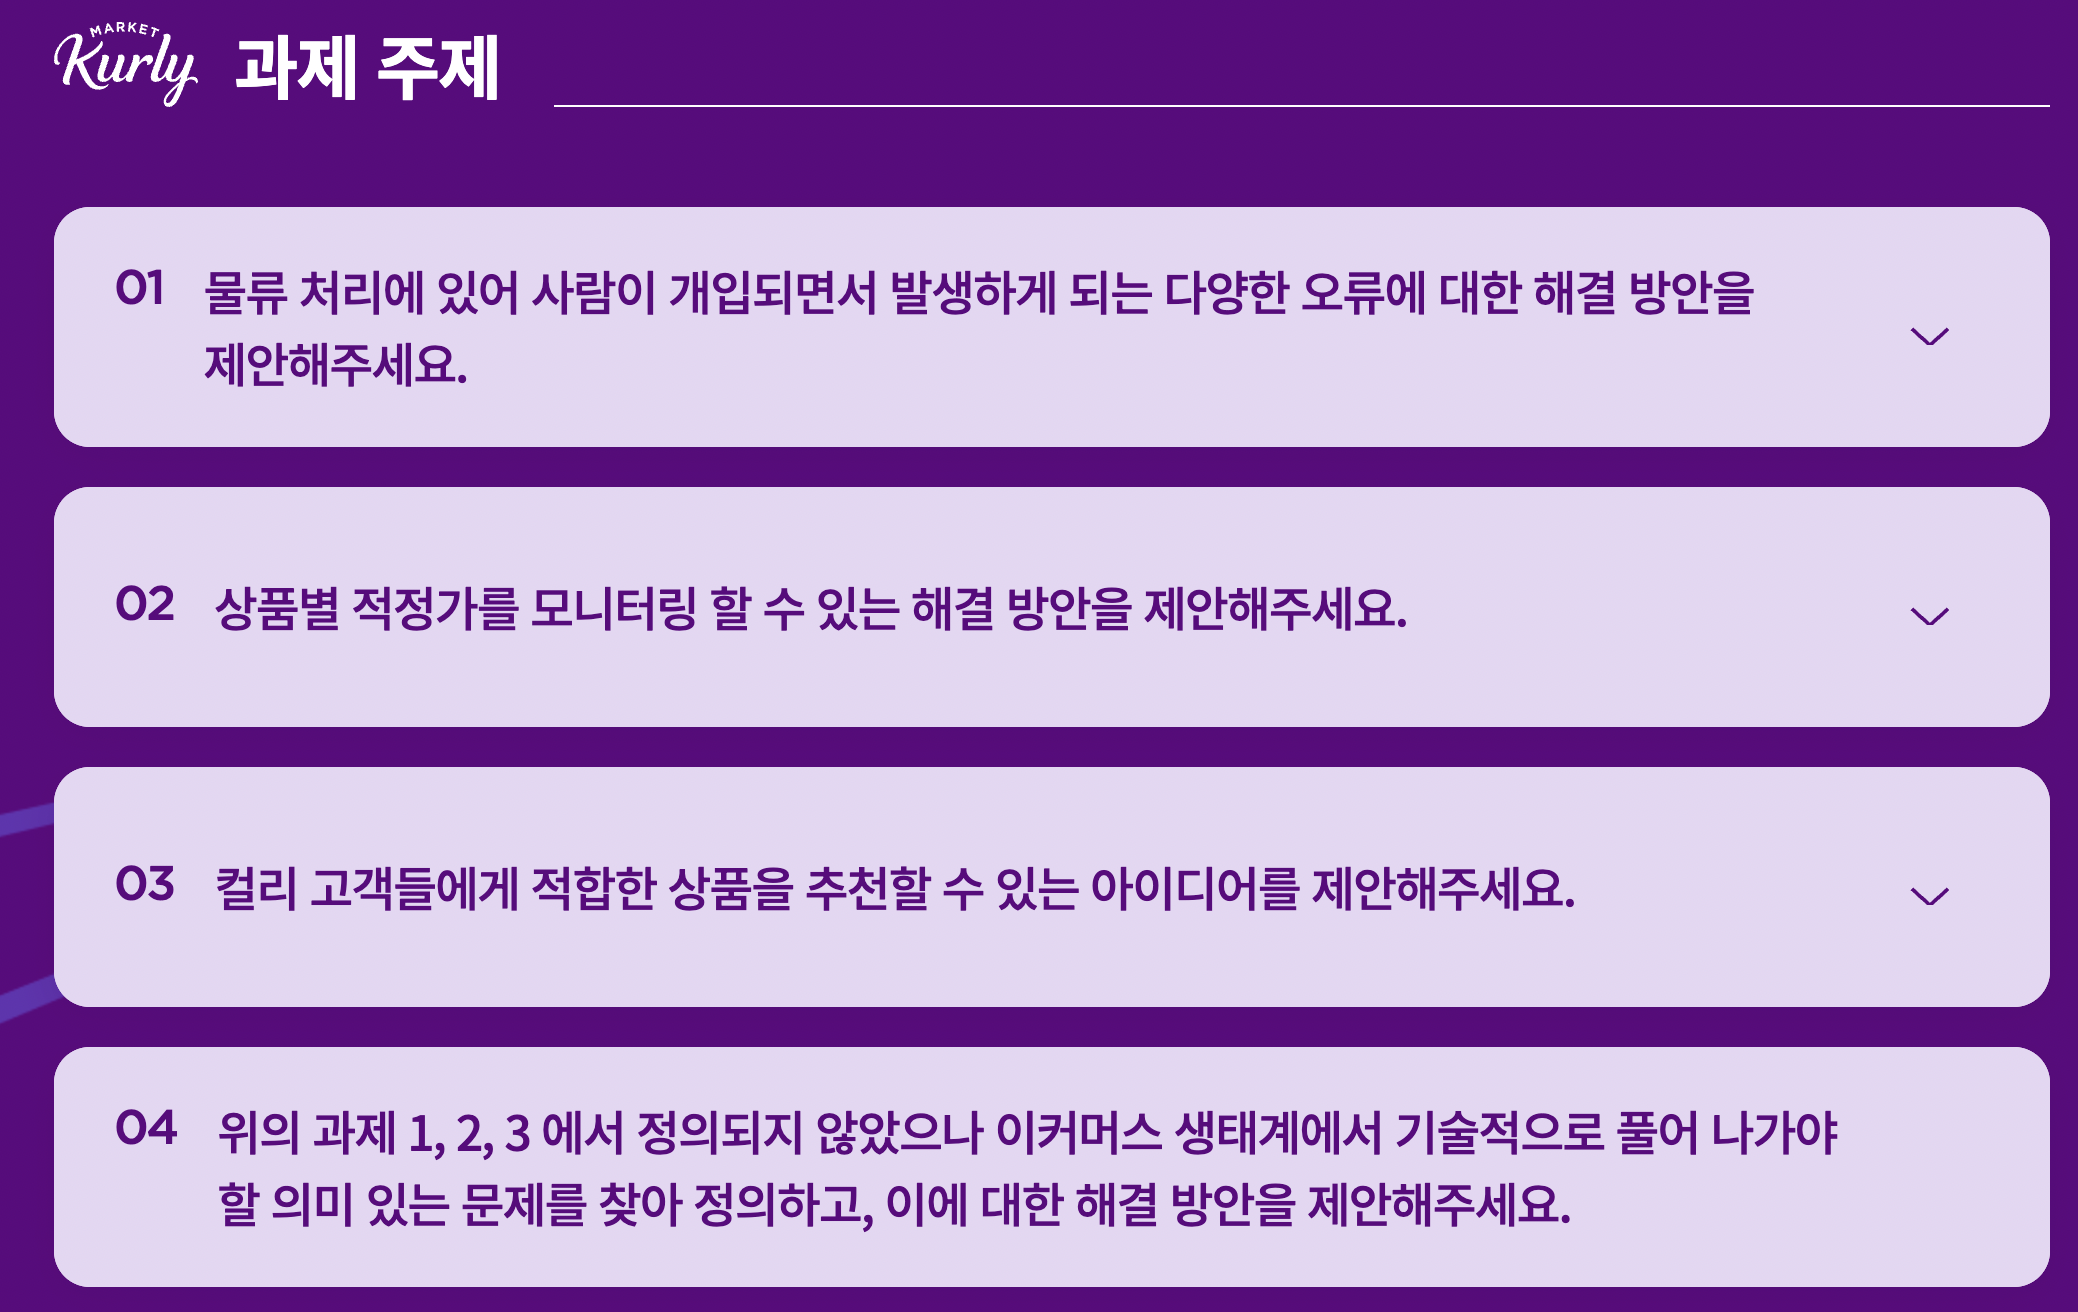 MARKET
Kurly 과제 주제
01 물류 처리에 있어 사람이 개입되면서 발생하게 되는 다양한 오류에 대한 해결 방안을
제안해주세요.
02 상품별 적정가를 모니터링 할 수 있는 해결 방안을 제안해주세요.
03 컬리 고객들에게 적합한 상품을 추천할 수 있는 아이디어를 제안해주세요.
04 위의 과제 1, 2, 3 에서 정의되지 않았으나 이커머스 생태계에서 기술적으로 풀어 나가야
할 의미 있는 문제를 찾아 정의하고, 이에 대한 해결 방안을 제안해주세요.